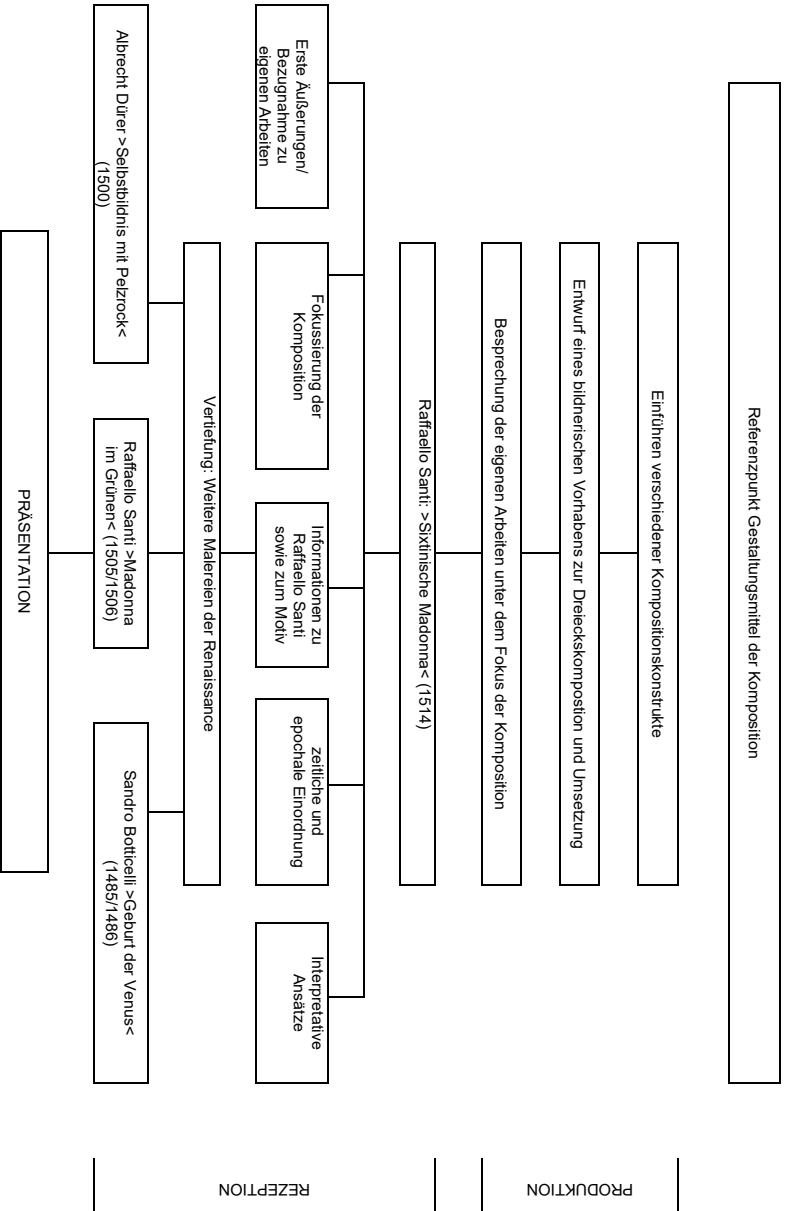 Referenzpunkt Gestaltungsmittel der Komposition
Einführen verschiedener Kompositionskonstrukte
Entwurf eines bildnerischen Vorhabens zur Dreieckskompostion und Umsetzung
Besprechung der eigenen Arbeiten unter dem Fokus der Komposition
PRODUKTION
Raffaello Santi: >Sixtinische Madonna< (1514)
Erste Äußerungen/
Bezugnahme zu
eigenen Arbeiten
Fokussierung der
Komposition
Informationen zu
Raffaello Santi
sowie zum Motiv
zeitliche und
epochale Einordnung
Interpretative
Ansätze
Vertiefung: Weitere Malereien der Renaissance
Albrecht Dürer >Selbstbildnis mit Pelzrock<
(1500)
Raffaello Santi >Madonna
im Grünen< (1505/1506)
Sandro Botticelli >Geburt der Venus<
(1485/1486)
REZEPTION
PRÄSENTATION